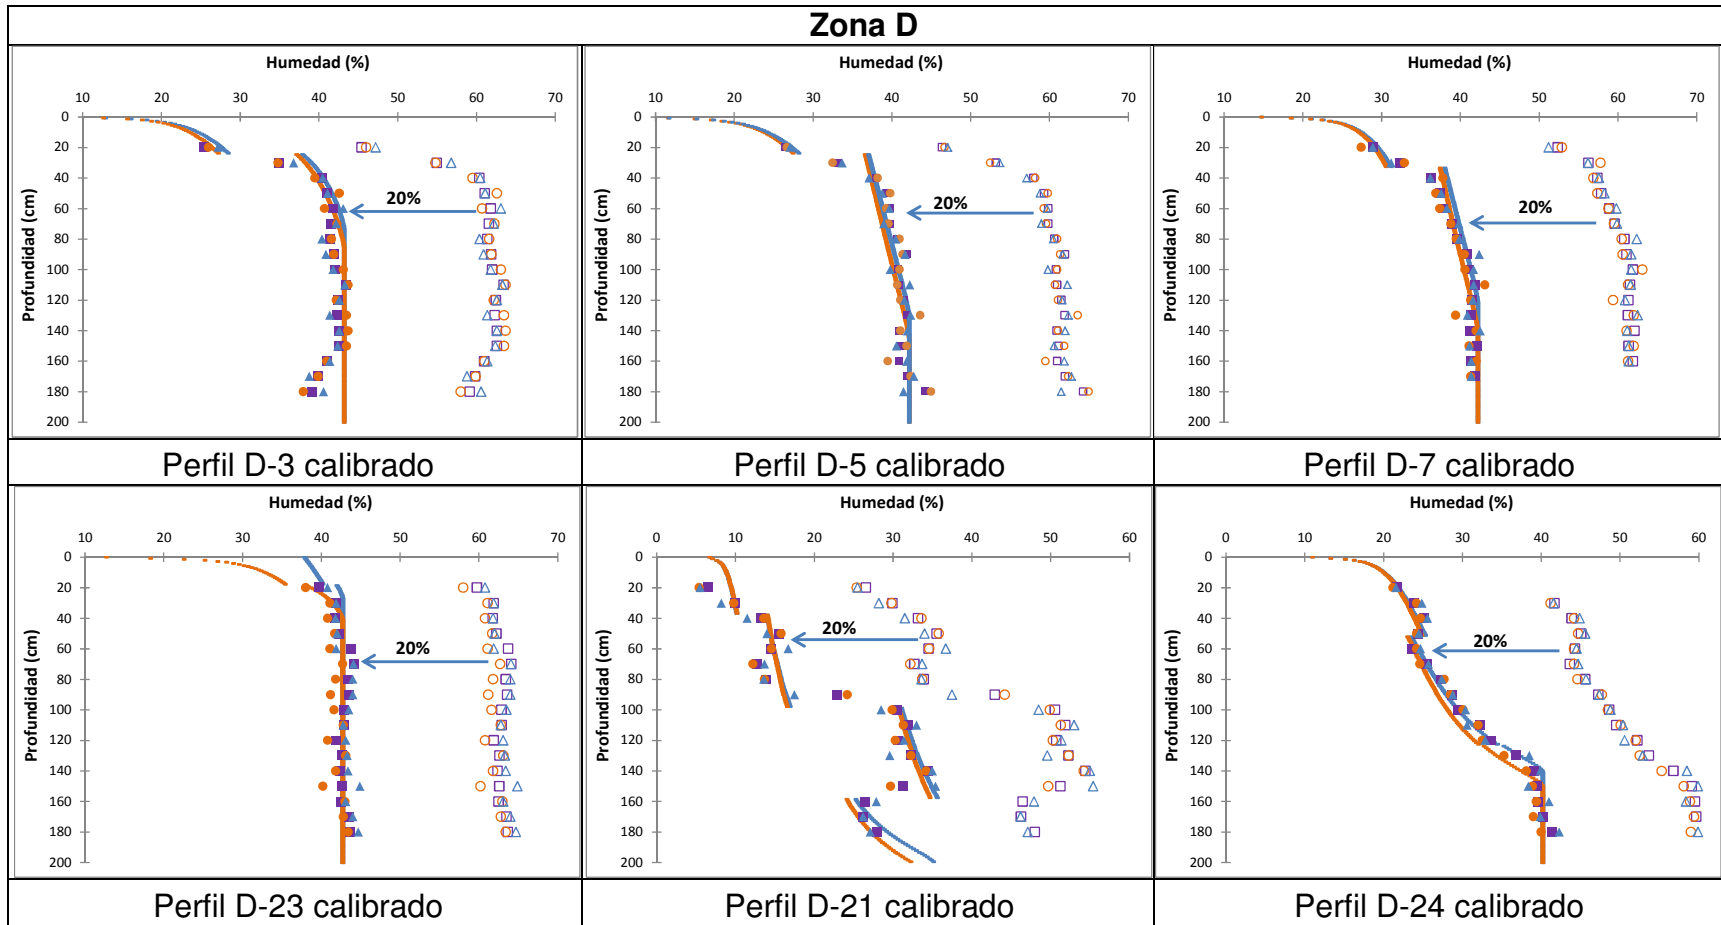 Zona D
Humedad (%)
10 20 30 40 50 60 70
0
20
40
60
80
100
120
140
160
180
200
Profundidad (cm)
20%
Humedad (%)
10 20 30 40 50 60 70
0
20
40
60
80
100
120
140
160
180
200
Profundidad (cm)
20%
Humedad (%)
10 20 30 40 50 60 70
0
20
40
60
80
100
120
140
160
180
200
Profundidad (cm)
20%
Perfil D-3 calibrado
Perfil D-5 calibrado
Perfil D-7 calibrado
Humedad (%)
10 20 30 40 50 60 70
0
20
40
60
80
100
120
140
160
180
200
Profundidad (cm)
20%
Humedad (%)
0 10 20 30 40 50 60
0
20
40
60
80
100
120
140
160
180
200
Profundidad (cm)
20%
Humedad (%)
0 10 20 30 40 50 60
0
20
40
60
80
100
120
140
160
180
200
Profundidad (cm)
20%
Perfil D-23 calibrado
Perfil D-21 calibrado
Perfil D-24 calibrado